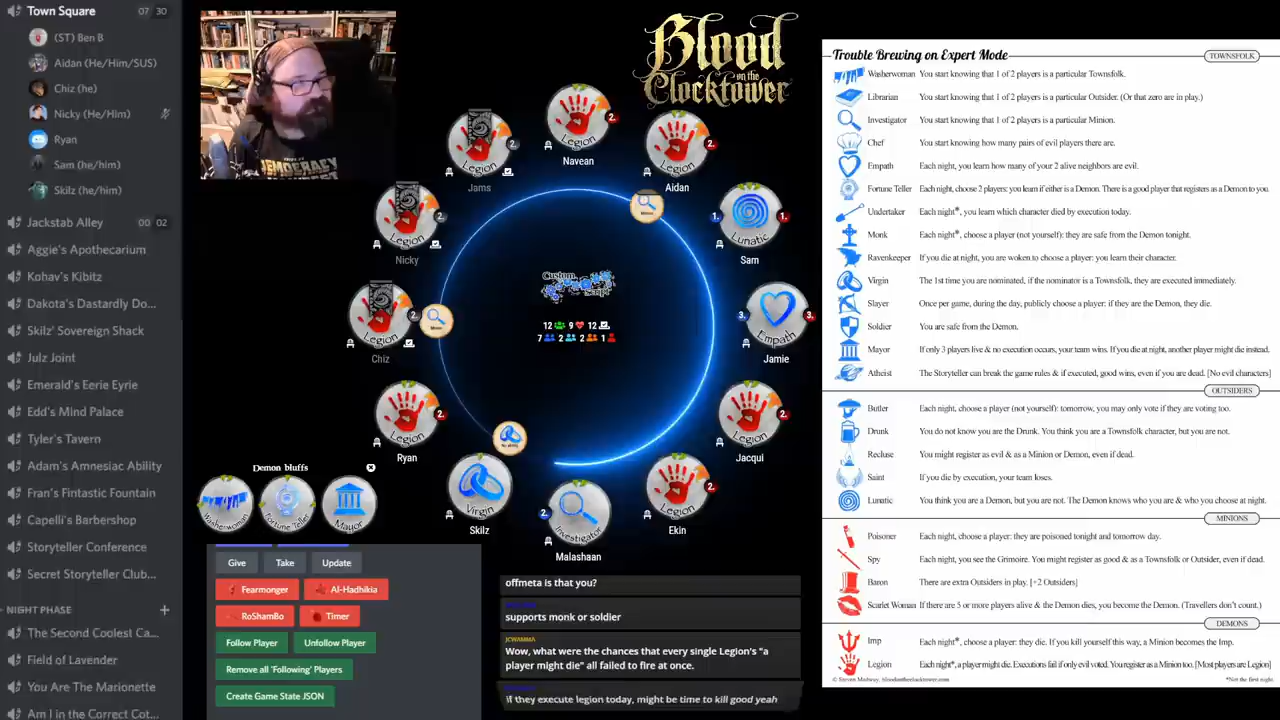 Town Square
07 30
(ST) Ben B
Aidan (He/Him/SUS)
Chiz (he)
Nicky (He/Him)
Ryan
Sam (he/him)
Skilz (he/him)
Jackstab Alley
00 02
Aggie's Apothecarium
Kohav's Kibitz
Dakota's Dastardly Do...
Skilz' Sovereign Shack
Julz Joint
Emerald's Eerie Eyrie
Edd's Mind Palace
Tyler's Tavern
Adam's Amnesiac Ability
Fran's Fintastic Fountain
Capelli's Barbershop
Storyteller Conference
Secret Storyteller Club...
NIGHT PHASE
The Second Coolest Ca...
Field of Lavender
You Are Marionette
Am I the Correct Cot...
Blood
on the
Clocktower
Legion
Navean
Legion
Aidan
Lunatic
Sam
Empath
Jamie
Legion
Jacqui
Legion
Ekin
Investigator
Malashaan
Virgin
Skilz
Legion
Ryan
Legion
Chiz
Legion
Nicky
Legion
Jams
Minion
Minion
No ability
Custom
Script
12 9 12
7 2 2 1
Demon bluffs
Washerwoman
Fortune Teller
Mayor
Give
Take
Update
Fearmonger
Al-Hadhikia
RoShamBo
Timer
Follow Player
Unfollow Player
Remove all 'Following' Players
Create Game State JSON
offmeta is that you?
supports monk or soldier
JCWAMMA
Wow, what were the chances that every single Legion's "a
player might die" all failed to fire at once.
if they execute legion today, might be time to kill good yeah
Trouble Brewing on Expert Mode
TOWNSFOLK
Washerwoman You start knowing that 1 of 2 players is a particular Townsfolk.
Librarian You start knowing that 1 of 2 players is a particular Outsider. (Or that zero are in play.)
Investigator You start knowing that 1 of 2 players is a particular Minion.
Chef You start knowing how many pairs of evil players there are.
Empath Each night, you learn how many of your 2 alive neighbors are evil.
Fortune Teller Each night, choose 2 players: you learn if either is a Demon. There is a good player that registers as a Demon to you.
Undertaker Each night*, you learn which character died by execution today.
Monk Each night*, choose a player (not yourself): they are safe from the Demon tonight.
Ravenkeeper If you die at night, you are woken to choose a player: you learn their character.
Virgin The 1st time you are nominated, if the nominator is a Townsfolk, they are executed immediately.
Slayer Once per game, during the day, publicly choose a player: if they are the Demon, they die.
Soldier You are safe from the Demon.
Mayor If only 3 players live & no execution occurs, your team wins. If you die at night, another player might die instead.
Atheist The Storyteller can break the game rules & if executed, good wins, even if you are dead. [No evil characters]
OUTSIDERS
Butler Each night, choose a player (not yourself): tomorrow, you may only vote if they are voting too.
Drunk You do not know you are the Drunk. You think you are a Townsfolk character, but you are not.
Recluse You might register as evil & as a Minion or Demon, even if dead.
Saint If you die by execution, your team loses.
Lunatic You think you are a Demon, but you are not. The Demon knows who you are & who you choose at night.
MINIONS
Poisoner Each night, choose a player: they are poisoned tonight and tomorrow day.
Spy Each night, you see the Grimoire. You might register as good & as a Townsfolk or Outsider, even if dead.
Baron There are extra Outsiders in play. [+2 Outsiders]
Scarlet Woman If there are 5 or more players alive & the Demon dies, you become the Demon. (Travellers don't count.)
DEMONS
Imp Each night*, choose a player: they die. If you kill yourself this way, a Minion becomes the Imp.
Legion Each night*, a player might die. Executions fail if only evil voted. You register as a Minion too. [Most players are Legion]
© Steven Medway, bloodontheclocktower.com
*Not the first night.